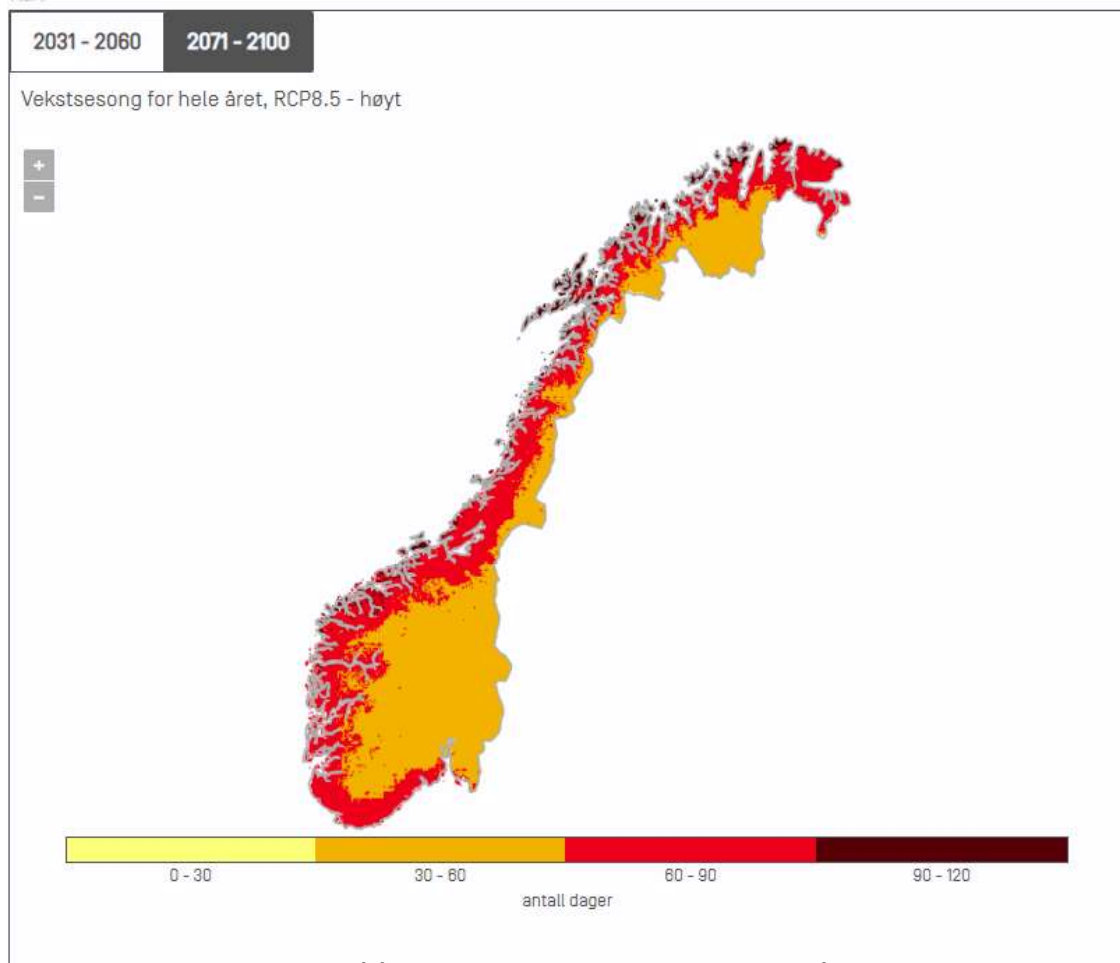 2031 - 2060 2071 - 2100
Vekstsesong for hele året, RCP8.5 - høyt
+
−
0 - 30 30 - 60 60 - 90 90 - 120
antall dager